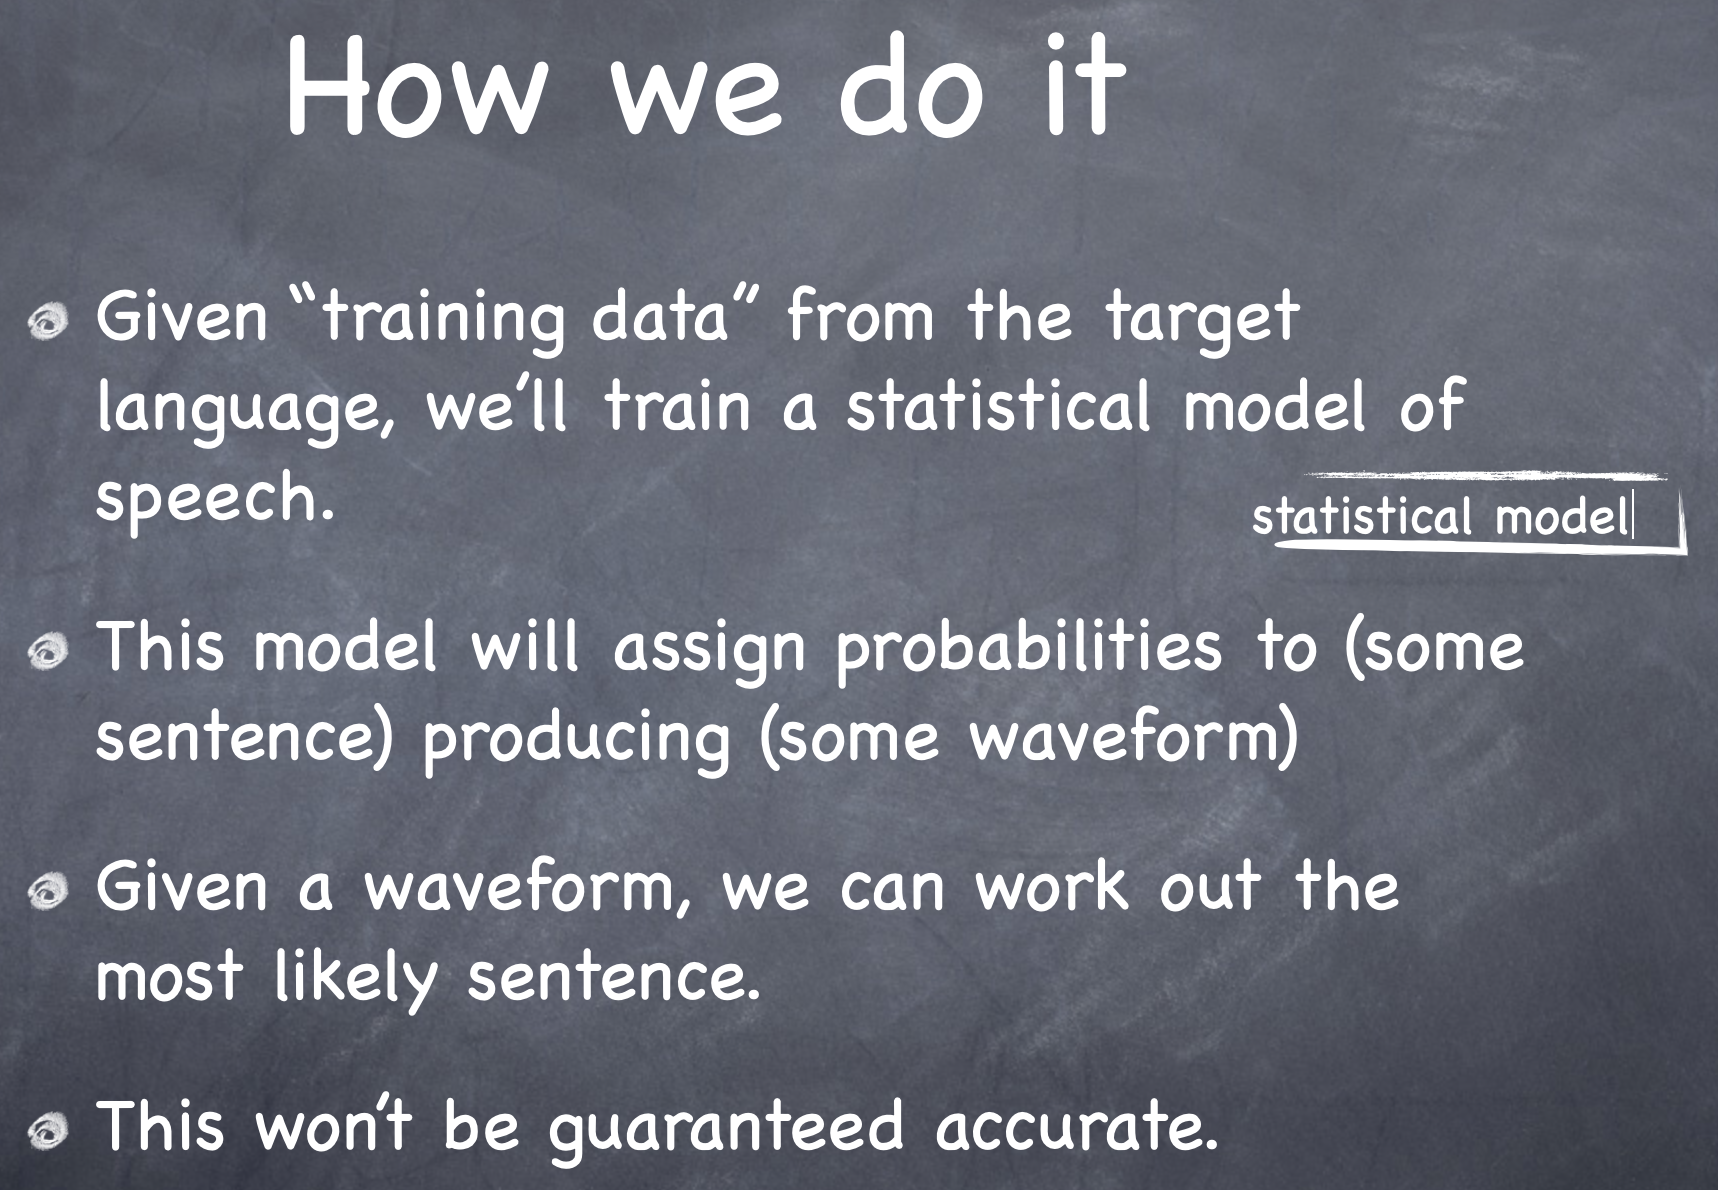 How we do it
Given “training data” from the target
language, we’ll train a statistical model of
speech.
statistical model
This model will assign probabilities to (some
sentence) producing (some waveform)
Given a waveform, we can work out the
most likely sentence.
This won’t be guaranteed accurate.